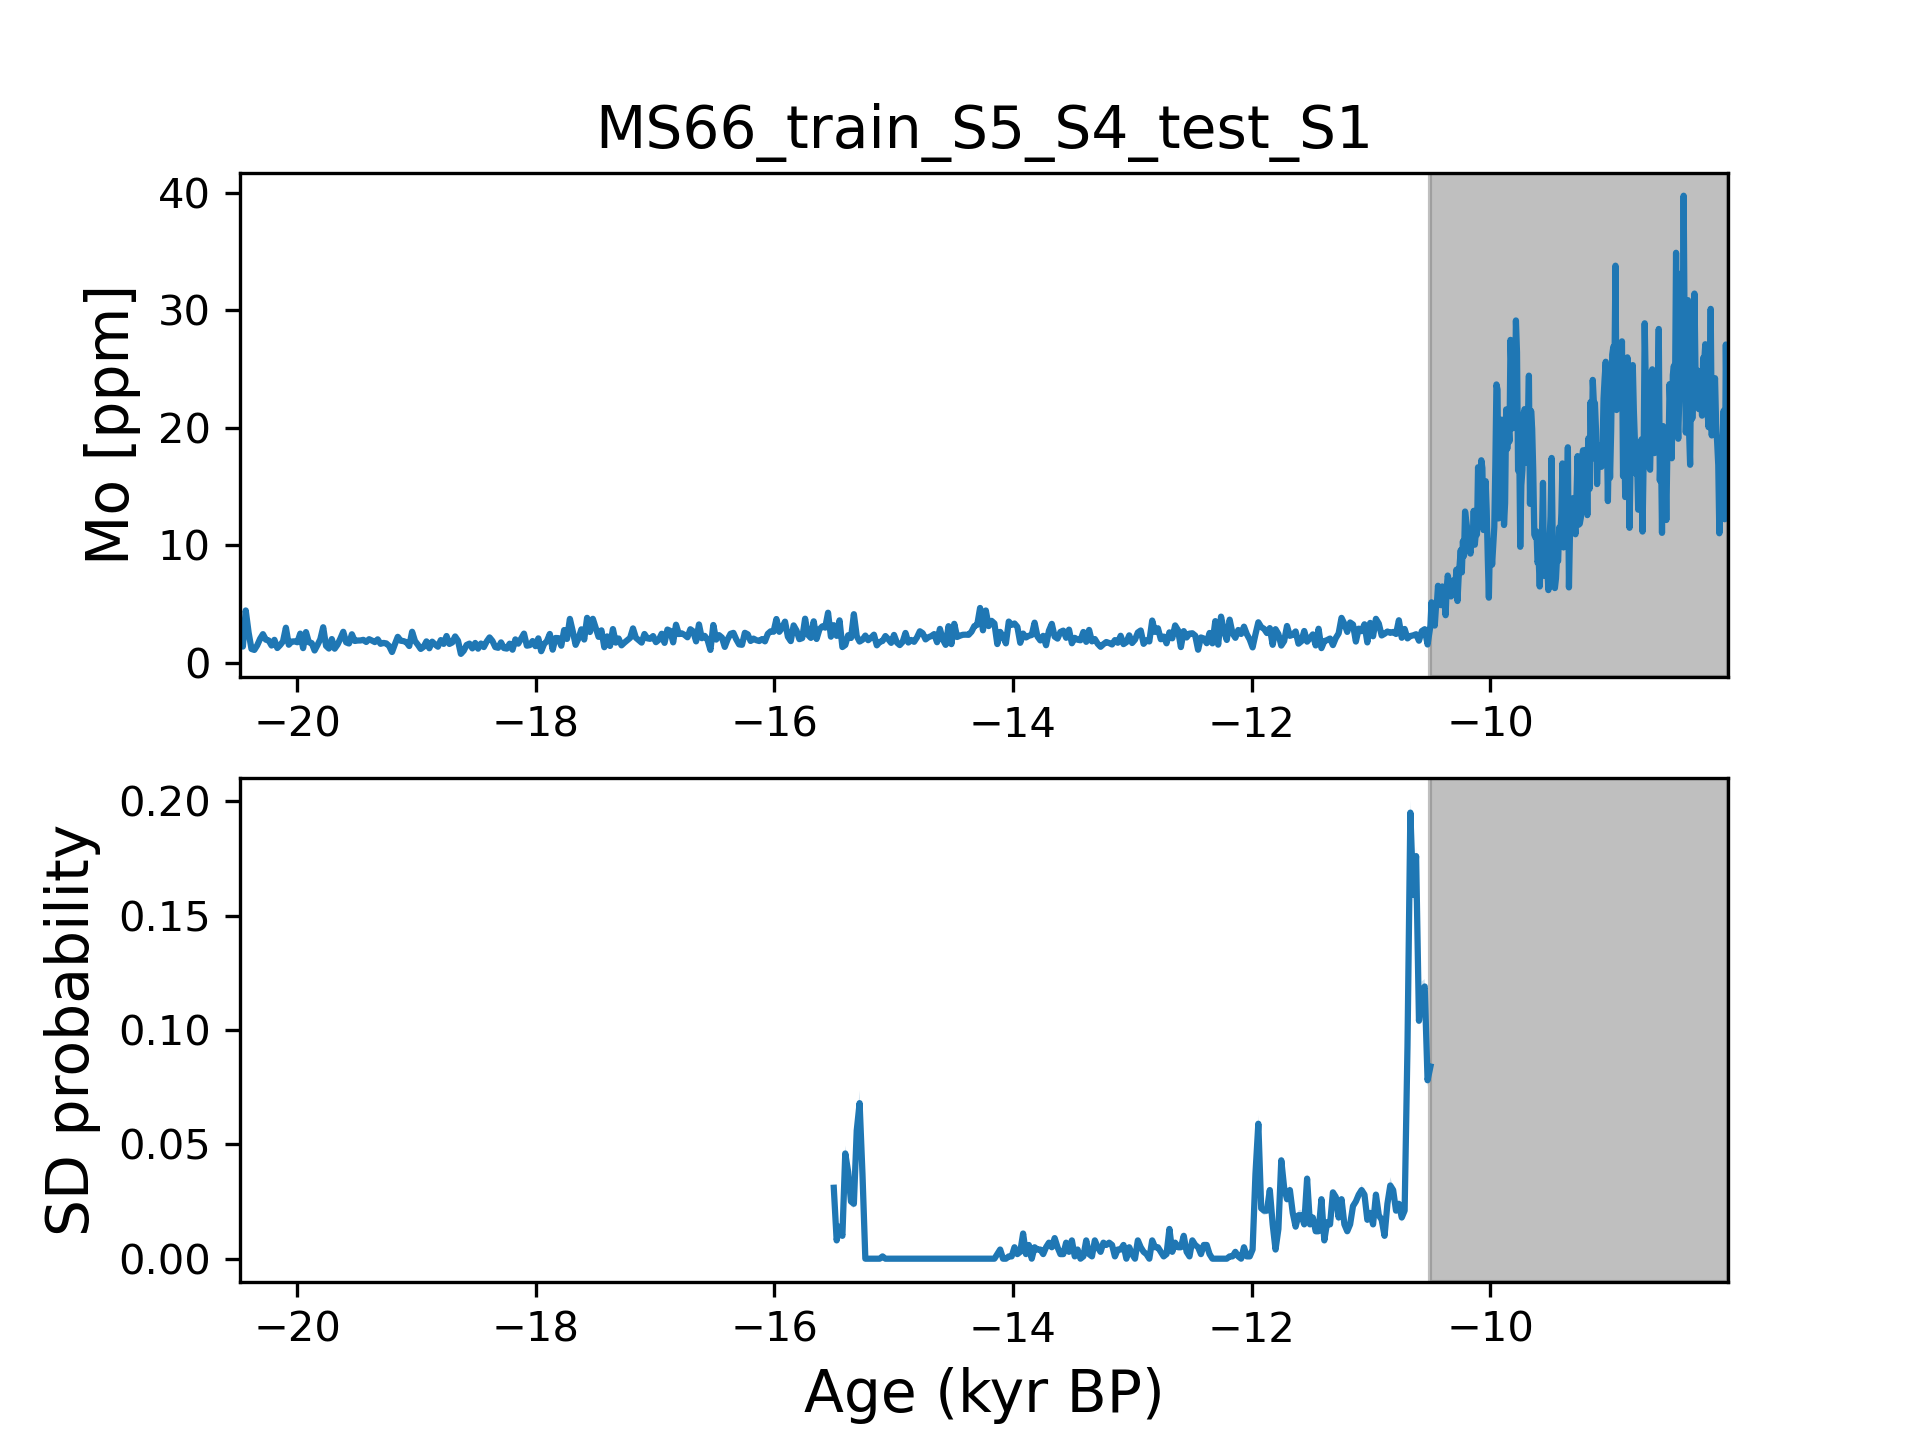 MS66_train_S5_S4_test_S1
Mo [ppm]
40
30
20
10
0
−20 −18 −16 −14 −12 −10
SD probability
0.20
0.15
0.10
0.05
0.00
−20 −18 −16 −14 −12 −10
Age (kyr BP)